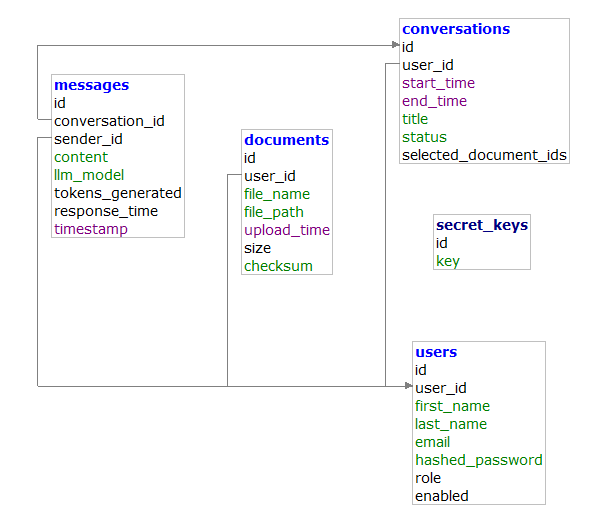 conversations
id
user_id
start_time
end_time
title
status
selected_document_ids
messages
id
conversation_id
sender_id
content
llm_model
tokens_generated
response_time
timestamp
documents
id
user_id
file_name
file_path
upload_time
size
checksum
secret_keys
id
key
users
id
user_id
first_name
last_name
email
hashed_password
role
enabled